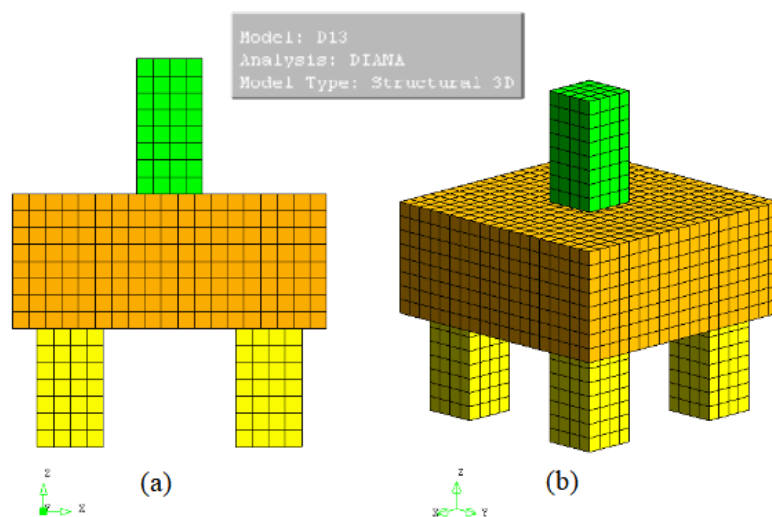 Model: D13
Analysis: DIANA
Model Type: Structural 3D
Z
Y X
(a)
Z
X Y
(b)